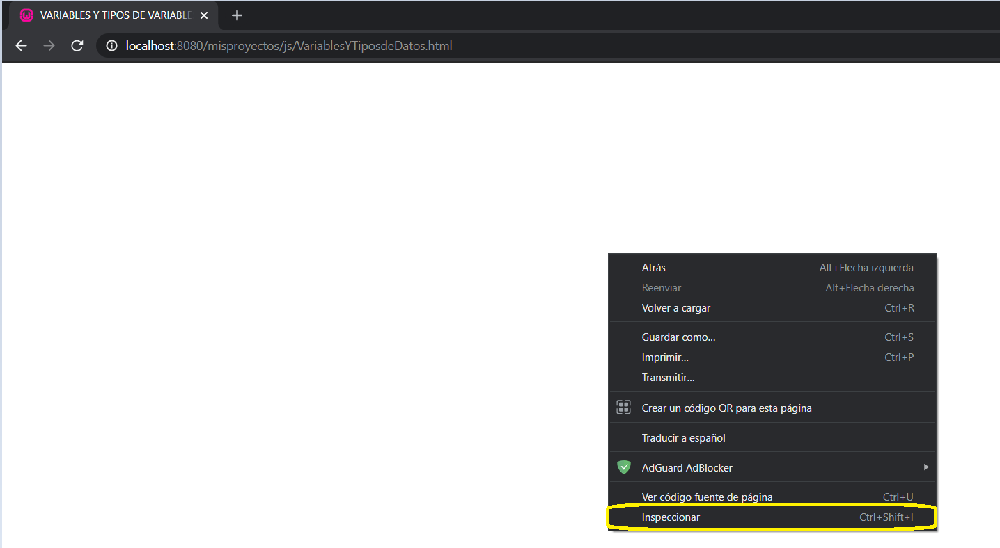 VARIABLES Y TIPOS DE VARIABLE
localhost:8080/misproyectos/js/VariablesYTiposdeDatos.html
Atrás Alt+Flecha izquierda
Reenviar Alt+Flecha derecha
Volver a cargar Ctrl+R
Guardar como... Ctrl+S
Imprimir... Ctrl+P
Transmitir...
Crear un código QR para esta página
Traducir a español
AdGuard AdBlocker
Ver código fuente de página Ctrl+U
Inspeccionar Ctrl+Shift+I